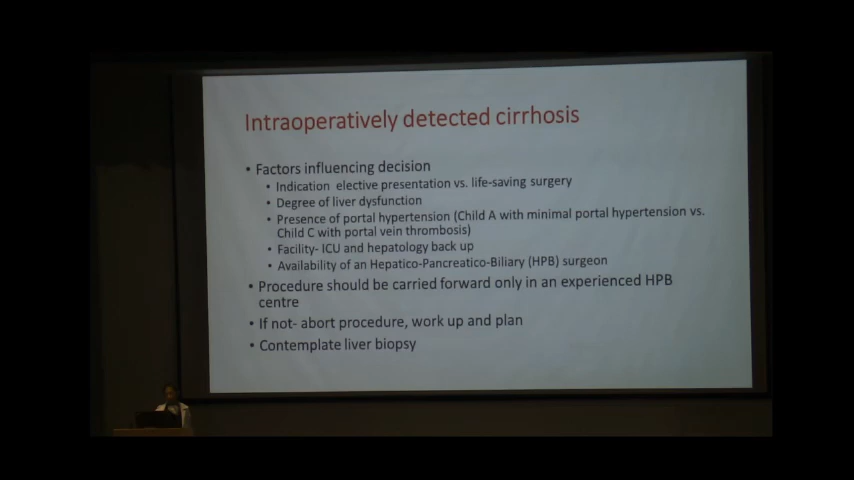 Intraoperatively detected cirrhosis
• Factors influencing decision
• Indication elective presentation vs. life-saving surgery
• Degree of liver dysfunction
• Presence of portal hypertension (Child A with minimal portal hypertension vs.
Child C with portal vein thrombosis)
• Facility- ICU and hepatology back up
• Availability of an Hepatico-Pancreatico-Biliary (HPB) surgeon
• Procedure should be carried forward only in an experienced HPB
centre
• If not- abort procedure, work up and plan
• Contemplate liver biopsy